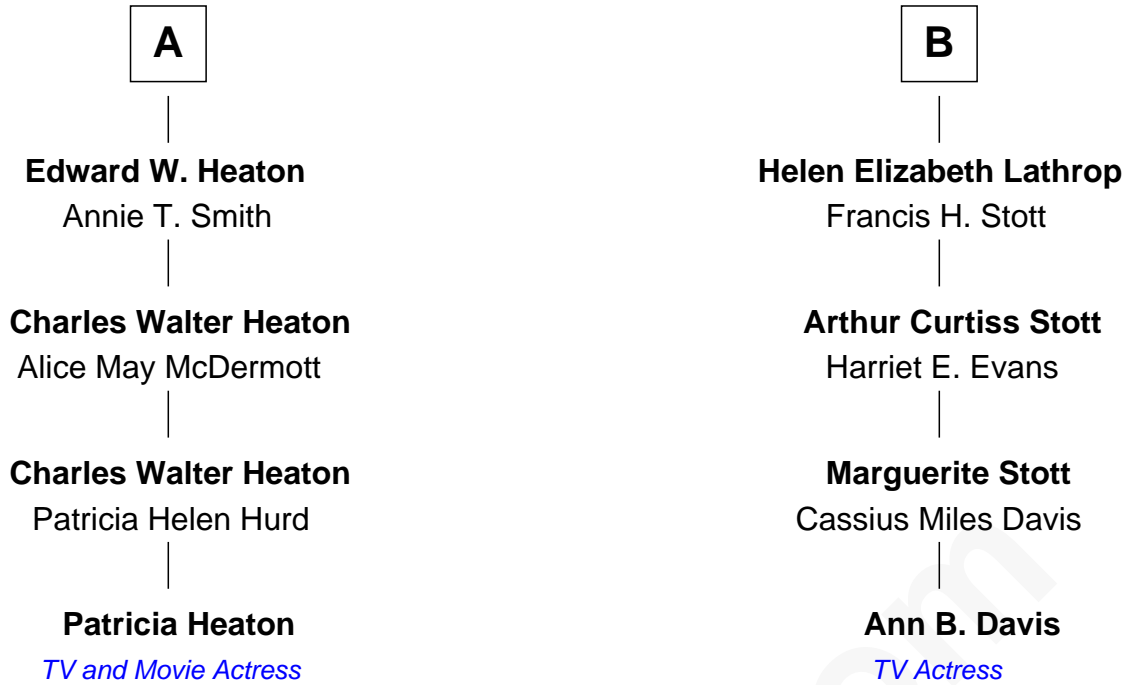 A
Edward W. Heaton
Annie T. Smith
Charles Walter Heaton
Alice May McDermott
Charles Walter Heaton
Patricia Helen Hurd
Patricia Heaton
TV and Movie Actress
B
Helen Elizabeth Lathrop
Francis H. Stott
Arthur Curtiss Stott
Harriet E. Evans
Marguerite Stott
Cassius Miles Davis
Ann B. Davis
TV Actress